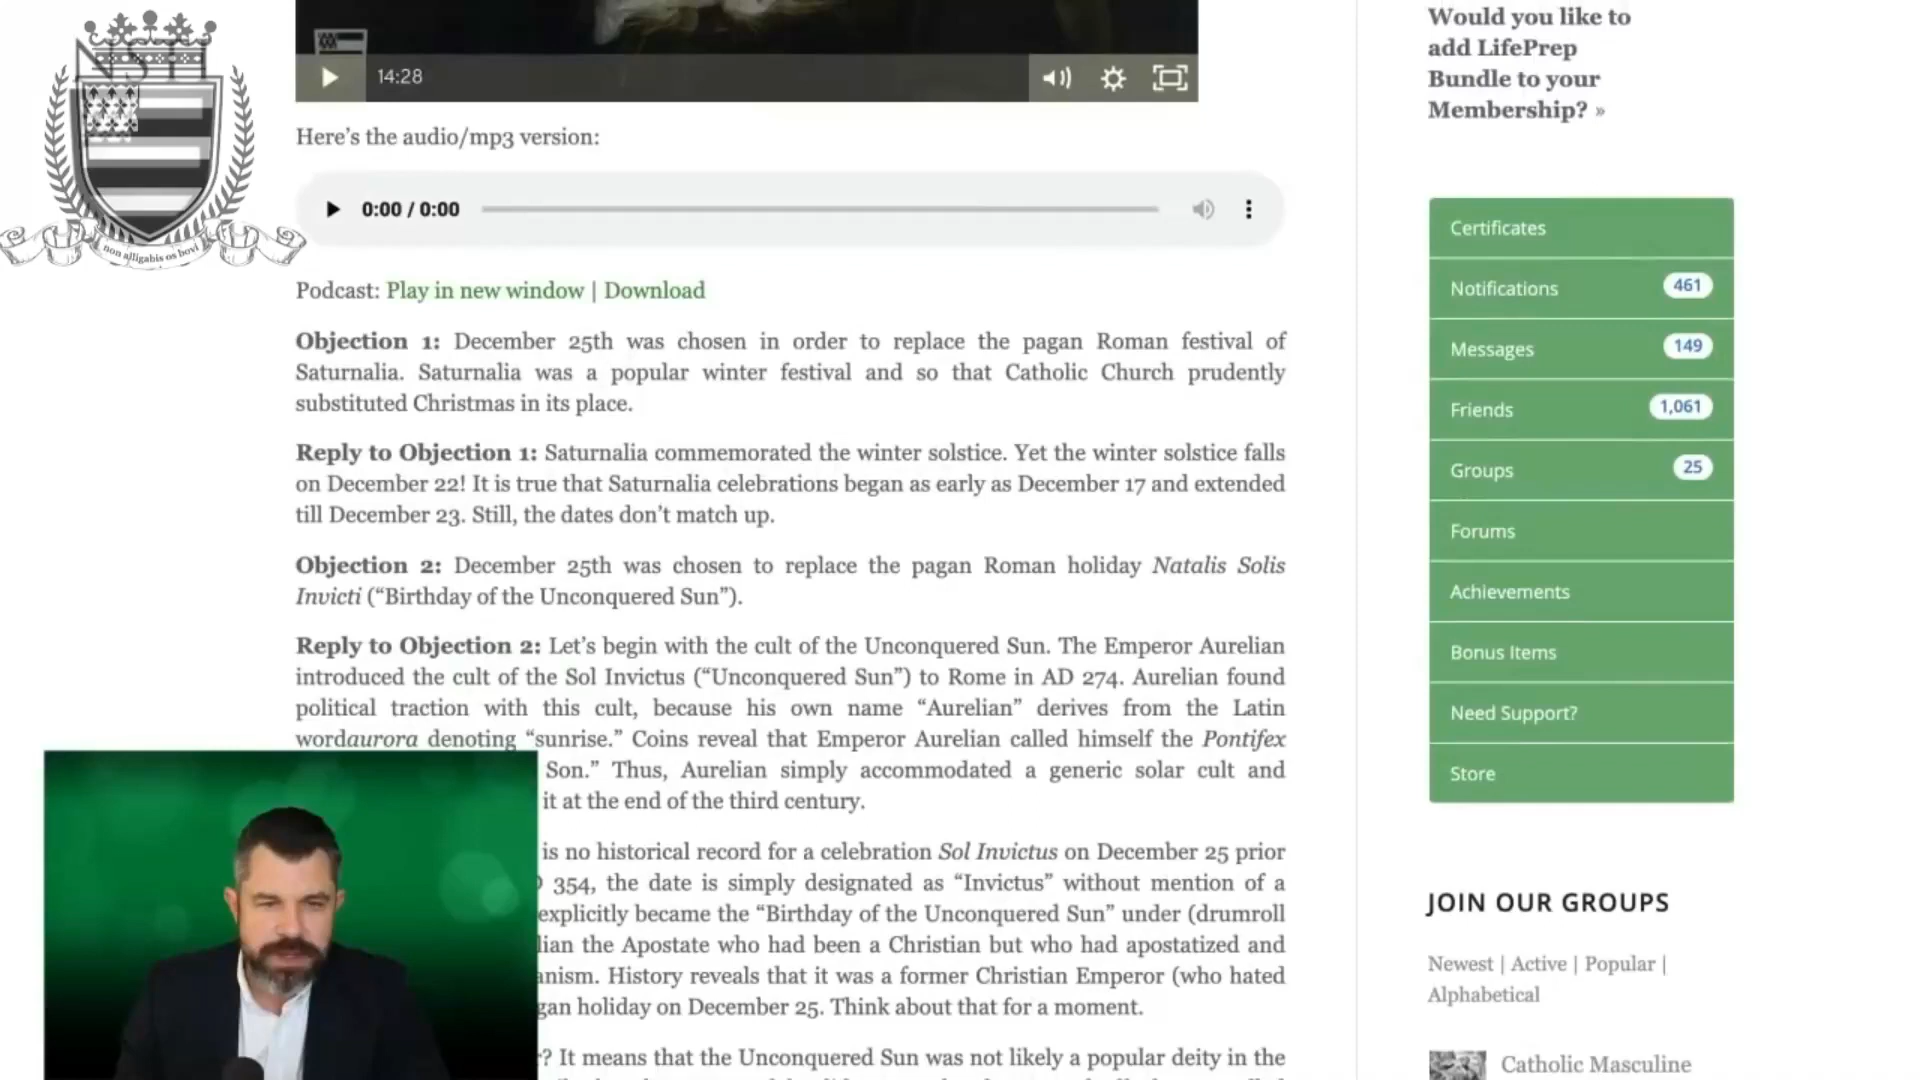 NSTI
non alligabis os bovi
14:28
Here's the audio/mp3 version:
0:00 / 0:00
Podcast: Play in new window | Download
Objection 1: December 25th was chosen in order to replace the pagan Roman festival of
Saturnalia. Saturnalia was a popular winter festival and so that Catholic Church prudently
substituted Christmas in its place.
Reply to Objection 1: Saturnalia commemorated the winter solstice. Yet the winter solstice falls
on December 22! It is true that Saturnalia celebrations began as early as December 17 and extended
till December 23. Still, the dates don't match up.
Objection 2: December 25th was chosen to replace the pagan Roman holiday Natalis Solis
Invicti (“Birthday of the Unconquered Sun”).
Reply to Objection 2: Let's begin with the cult of the Unconquered Sun. The Emperor Aurelian
introduced the cult of the Sol Invictus (“Unconquered Sun”) to Rome in AD 274. Aurelian found
political traction with this cult, because his own name “Aurelian” derives from the Latin
wordaurora denoting “sunrise.” Coins reveal that Emperor Aurelian called himself the Pontifex
Son.” Thus, Aurelian simply accommodated a generic solar cult and
it at the end of the third century.
is no historical record for a celebration Sol Invictus on December 25 prior
354, the date is simply designated as “Invictus” without mention of a
explicitly became the “Birthday of the Unconquered Sun” under (drumroll
lian the Apostate who had been a Christian but who had apostatized and
anism. History reveals that it was a former Christian Emperor (who hated
gan holiday on December 25. Think about that for a moment.
? It means that the Unconquered Sun was not likely a popular deity in the
Would you like to
add LifePrep
Bundle to your
Membership? »
Certificates
Notifications 461
Messages 149
Friends 1,061
Groups 25
Forums
Achievements
Bonus Items
Need Support?
Store
JOIN OUR GROUPS
Newest | Active | Popular |
Alphabetical
Catholic Masculine